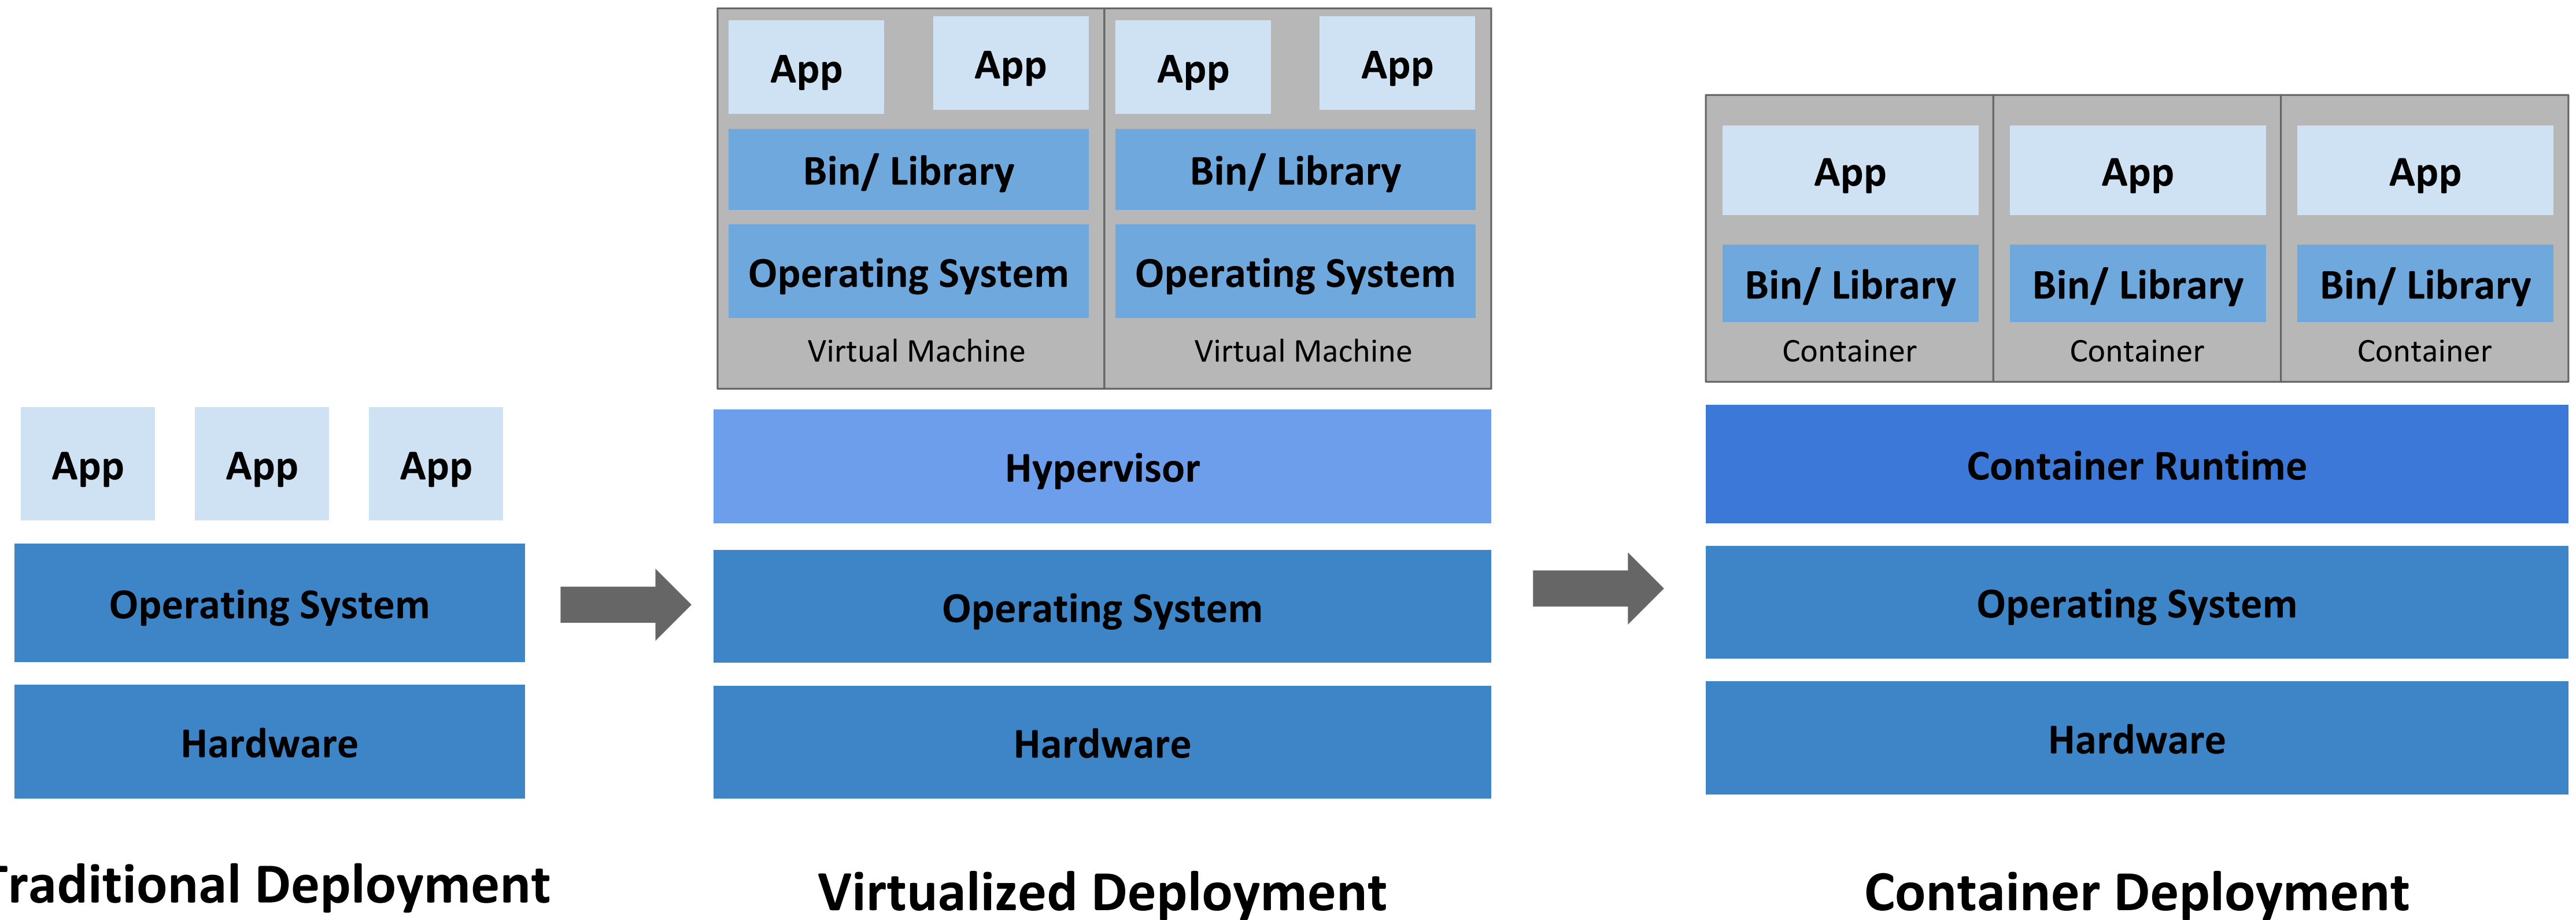 App
App
App
Operating System
Hardware
Traditional Deployment
App
App
App
App
Bin/ Library
Bin/ Library
Operating System
Operating System
Virtual Machine
Virtual Machine
Hypervisor
Operating System
Hardware
Virtualized Deployment
App
App
App
Bin/ Library
Bin/ Library
Bin/ Library
Container
Container
Container
Container Runtime
Operating System
Hardware
Container Deployment